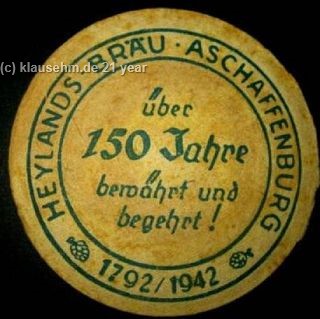 (c) klausehm.de 21 year
HEYLANDS BRÄU · ASCHAFFENBURG
über
150 Jahre
bewährt und
begehrt!
1792/1942